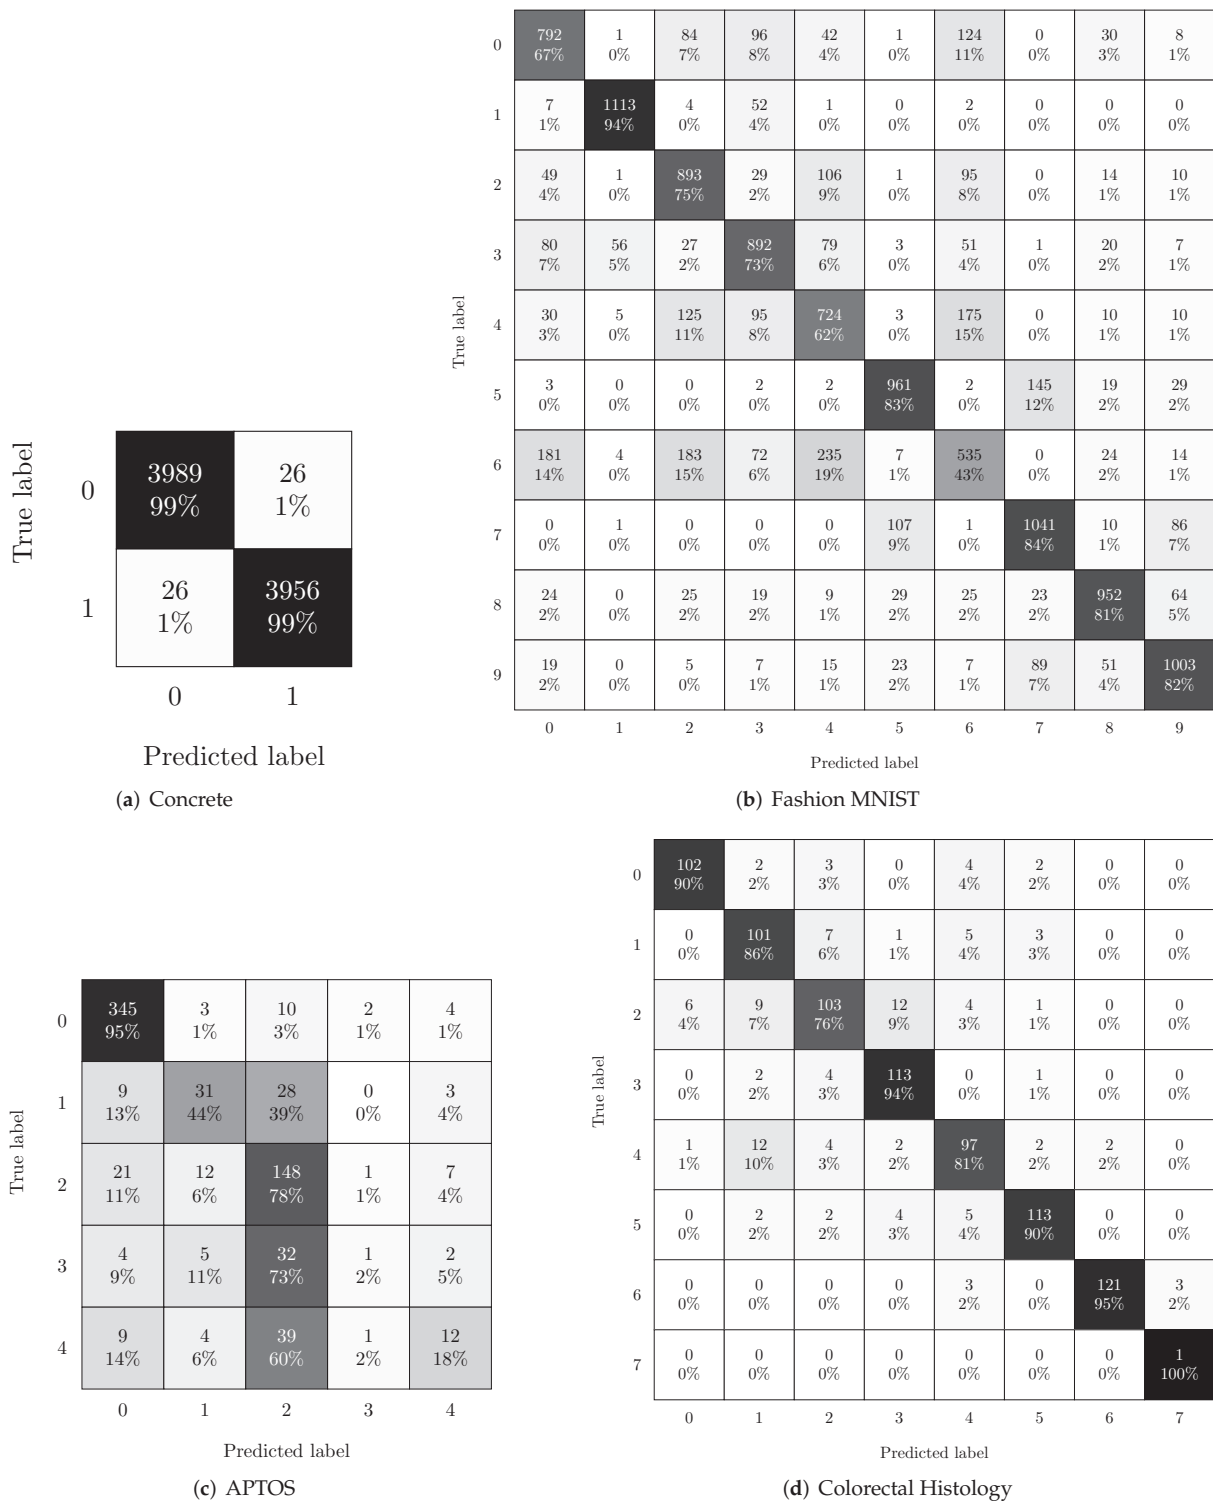 True label
0
3989
26
99%
1%
1
26
3956
1%
99%
0
1
Predicted label
(a) Concrete
True label
0
792 1 84 96 42 1 124 0 30 8
67% 0% 7% 8% 4% 0% 11% 0% 3% 1%
1
7 1113 4 52 1 0 2 0 0 0
1% 94% 0% 4% 0% 0% 0% 0% 0% 0%
2
49 1 893 29 106 1 95 0 14 10
4% 0% 75% 2% 9% 0% 8% 0% 1% 1%
3
80 56 27 892 79 3 51 1 20 7
7% 5% 2% 73% 6% 0% 4% 0% 2% 1%
4
30 5 125 95 724 3 175 0 10 10
3% 0% 11% 8% 62% 0% 15% 0% 1% 1%
5
3 0 0 2 2 961 2 145 19 29
0% 0% 0% 0% 0% 83% 0% 12% 2% 2%
6
181 4 183 72 235 7 535 0 24 14
14% 0% 15% 6% 19% 1% 43% 0% 2% 1%
7
0 1 0 0 0 107 1 1041 10 86
0% 0% 0% 0% 0% 9% 0% 84% 1% 7%
8
24 0 25 19 9 29 25 23 952 64
2% 0% 2% 2% 1% 2% 2% 2% 81% 5%
9
19 0 5 7 15 23 7 89 51 1003
2% 0% 0% 1% 1% 2% 1% 7% 4% 82%
0 1 2 3 4 5 6 7 8 9
Predicted label
(b) Fashion MNIST
True label
0
345 3 10 2 4
95% 1% 3% 1% 1%
1
9 31 28 0 3
13% 44% 39% 0% 4%
2
21 12 148 1 7
11% 6% 78% 1% 4%
3
4 5 32 1 2
9% 11% 73% 2% 5%
4
9 4 39 1 12
14% 6% 60% 2% 18%
0 1 2 3 4
Predicted label
(c) APTOS
True label
0
102 2 3 0 4 2 0 0
90% 2% 3% 0% 4% 2% 0% 0%
1
0 101 7 1 5 3 0 0
0% 86% 6% 1% 4% 3% 0% 0%
2
6 9 103 12 4 1 0 0
4% 7% 76% 9% 3% 1% 0% 0%
3
0 2 4 113 0 1 0 0
0% 2% 3% 94% 0% 1% 0% 0%
4
1 12 4 2 97 2 2 0
1% 10% 3% 2% 81% 2% 2% 0%
5
0 2 2 4 5 113 0 0
0% 2% 2% 3% 4% 90% 0% 0%
6
0 0 0 0 3 0 121 3
0% 0% 0% 0% 2% 0% 95% 2%
7
0 0 0 0 0 0 0 1
0% 0% 0% 0% 0% 0% 0% 100%
0 1 2 3 4 5 6 7
Predicted label
(d) Colorectal Histology